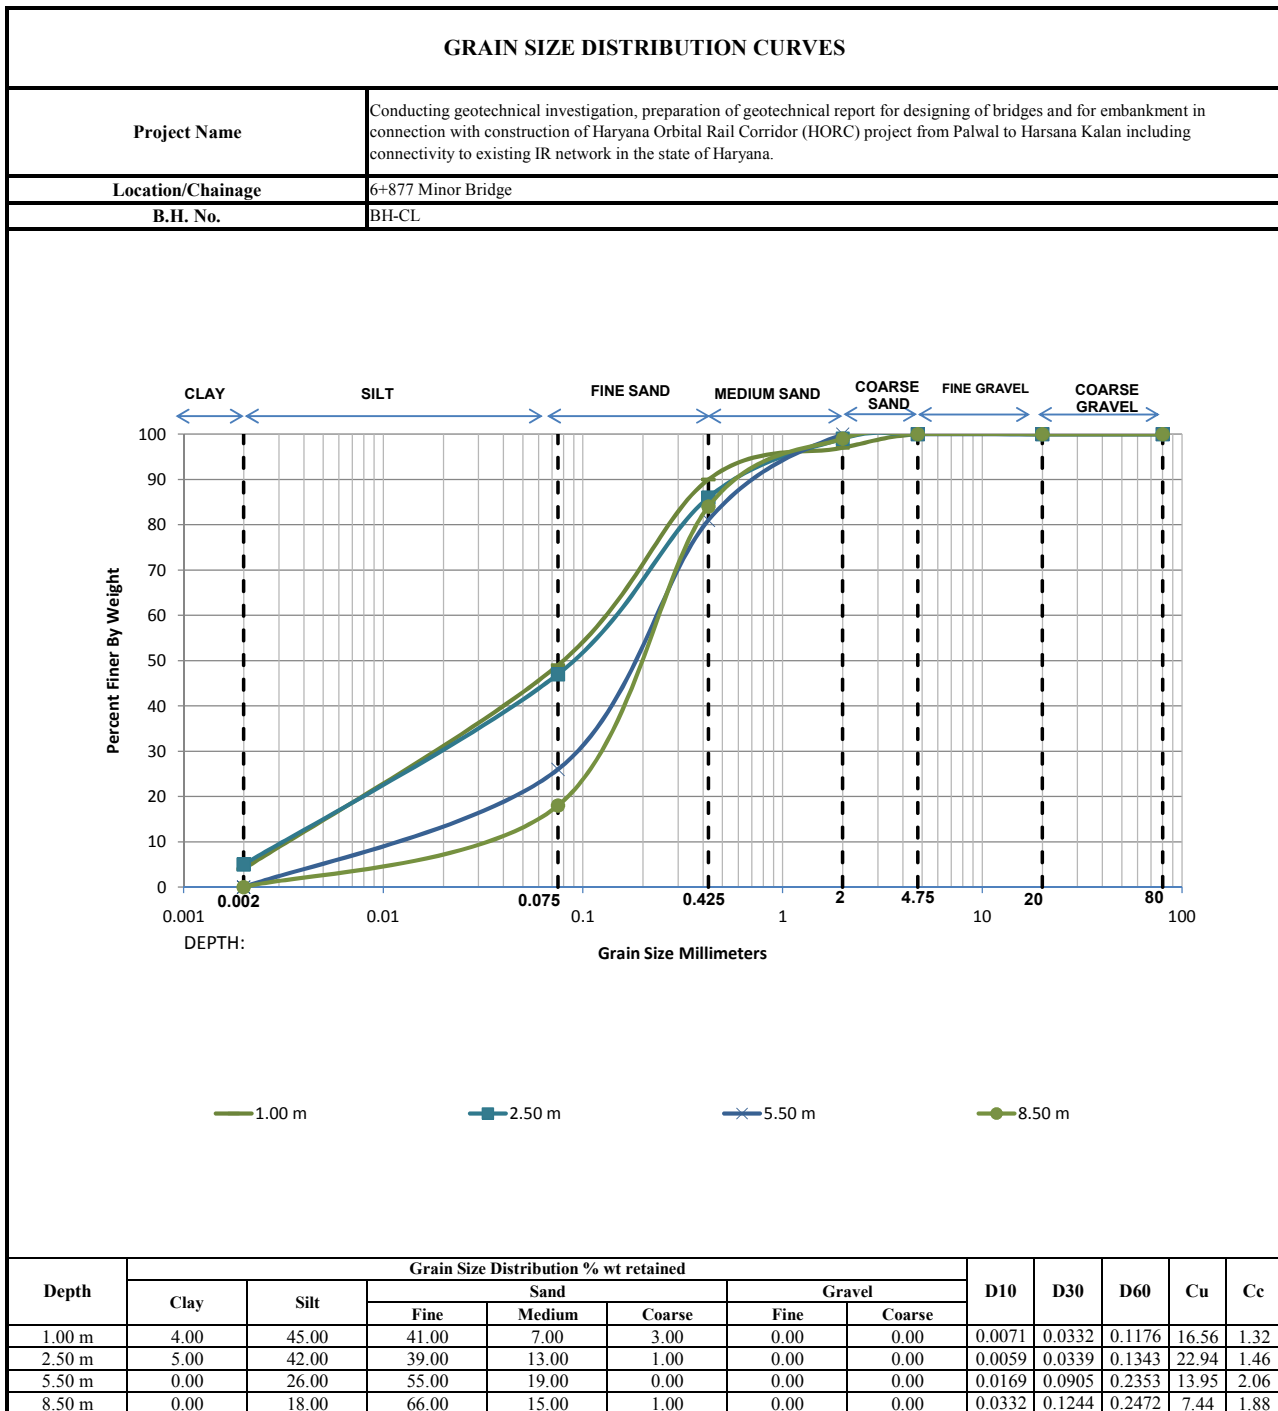 GRAIN SIZE DISTRIBUTION CURVES
Project Name
Conducting geotechnical investigation, preparation of geotechnical report for designing of bridges and for embankment in
connection with construction of Haryana Orbital Rail Corridor (HORC) project from Palwal to Harsana Kalan including
connectivity to existing IR network in the state of Haryana.
Location/Chainage 6+877 Minor Bridge
B.H. No. BH-CL
CLAY SILT FINE SAND MEDIUM SAND COARSE SAND FINE GRAVEL COARSE GRAVEL
100
90
80
70
60
50
40
30
20
10
0
Percent Finer By Weight
0.002 0.075 0.425 2 4.75 20 80
0.001 0.01 0.1 1 10 100
DEPTH:
Grain Size Millimeters
1.00 m 2.50 m 5.50 m 8.50 m
Depth Grain Size Distribution % wt retained D10 D30 D60 Cu Cc
Clay Silt Sand Gravel
Fine Medium Coarse Fine Coarse
1.00 m 4.00 45.00 41.00 7.00 3.00 0.00 0.00 0.0071 0.0332 0.1176 16.56 1.32
2.50 m 5.00 42.00 39.00 13.00 1.00 0.00 0.00 0.0059 0.0339 0.1343 22.94 1.46
5.50 m 0.00 26.00 55.00 19.00 0.00 0.00 0.00 0.0169 0.0905 0.2353 13.95 2.06
8.50 m 0.00 18.00 66.00 15.00 1.00 0.00 0.00 0.0332 0.1244 0.2472 7.44 1.88